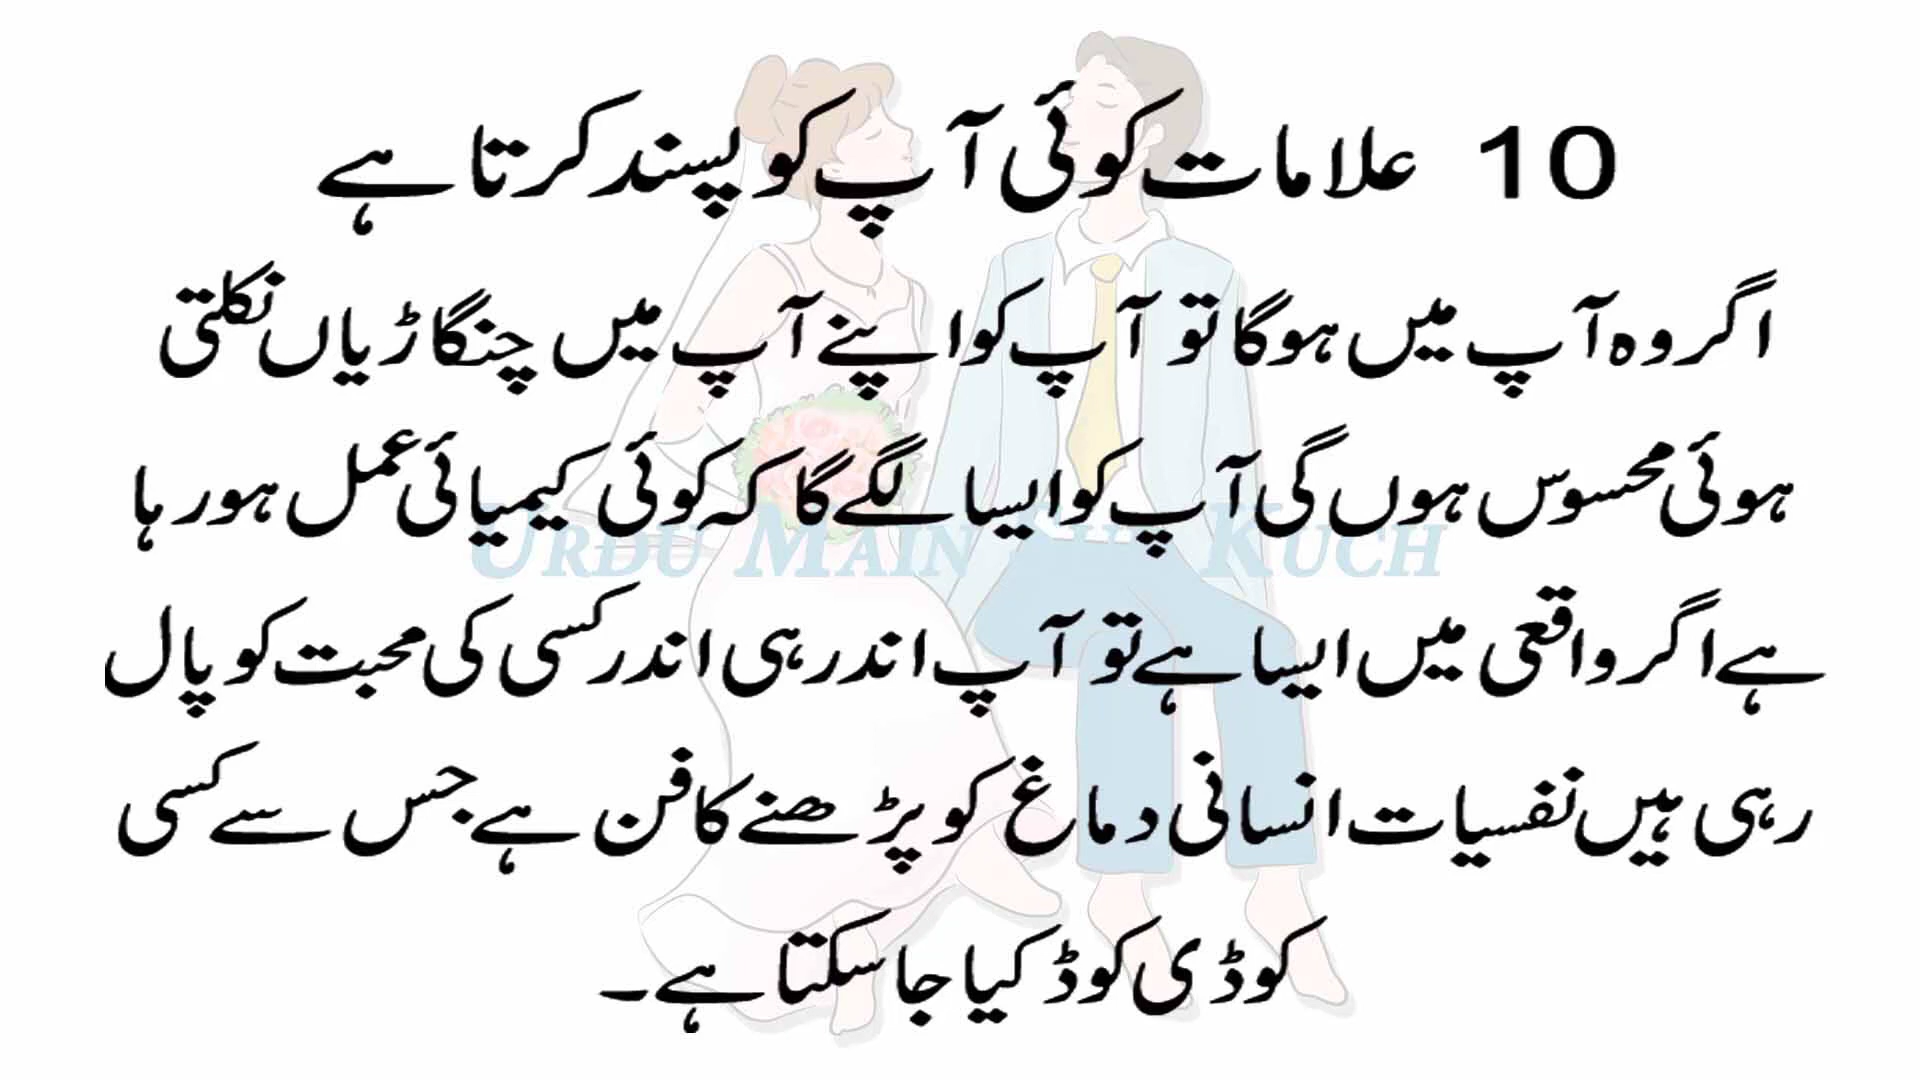 10 علامات کوئی آپ کو پسند کرتا ہے
اگر وہ آپ میں ہوگا تو آپ کو اپنے آپ میں چنگاڑیاں نکلتی
ہوئی محسوس ہوں گی آپ کو ایسا لگے گا کہ کوئی کیمیائی عمل ہو رہا
ہے اگر واقعی میں ایسا ہے تو آپ اندر ہی اندر کسی کی محبت کو پال
رہی ہیں نفسیات انسانی دماغ کو پڑھنے کا فن ہے جس سے کسی
کو ڈی کوڈ کیا جا سکتا ہے۔
URDU MAIN SUB KUCH